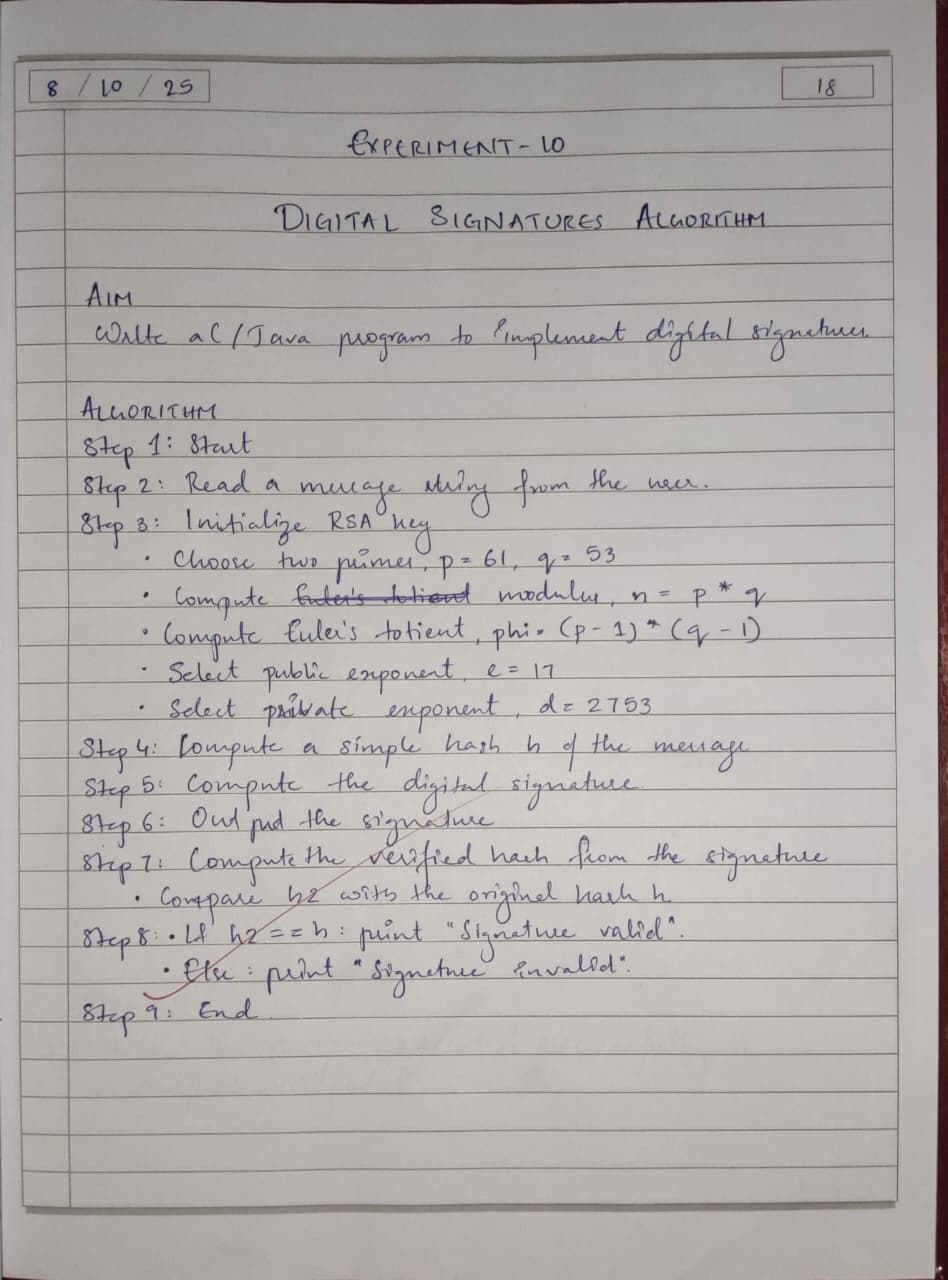 8 / 10 / 25
18
EXPERIMENT-10
DIGITAL SIGNATURES ALGORITHM
AIM
Write a C/Java program to implement digital signatures.
ALGORITHM
Step 1: Start
Step 2: Read a message string from the user.
Step 3: Initialize RSA key
• Choose two primes, p = 61, q = 53
• Compute Euler's totient modulus, n = p * q
• Compute Euler's totient, phi = (p - 1) * (q - 1)
• Select public exponent, e = 17
• Select private exponent, d = 2753
Step 4: Compute a simple hash h of the message
Step 5: Compute the digital signature
Step 6: Output the signature
Step 7: Compute the verified hash from the signature
• Compare h2 with the original hash h
Step 8: • If h2 == h : print "Signature valid".
• Else : print "Signature invalid".
Step 9: End.